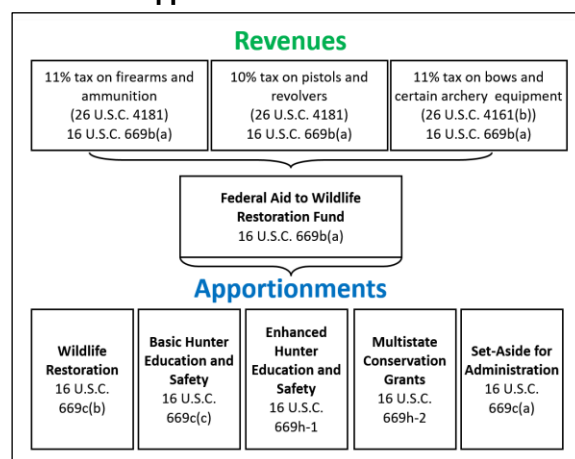 Revenues
11% tax on firearms and
ammunition
(26 U.S.C. 4181)
16 U.S.C. 669b(a)
10% tax on pistols and
revolvers
(26 U.S.C. 4181)
16 U.S.C. 669b(a)
11% tax on bows and
certain archery equipment
(26 U.S.C. 4161(b))
16 U.S.C. 669b(a)
Federal Aid to Wildlife
Restoration Fund
16 U.S.C. 669b(a)
Apportionments
Wildlife
Restoration
16 U.S.C.
669c(b)
Basic Hunter
Education and
Safety
16 U.S.C.
669c(c)
Enhanced
Hunter
Education and
Safety
16 U.S.C.
669h-1
Multistate
Conservation
Grants
16 U.S.C.
669h-2
Set-Aside for
Administration
16 U.S.C.
669c(a)